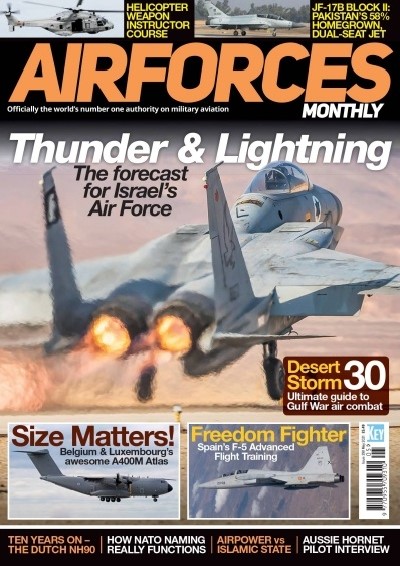 HELICOPTER
WEAPON
INSTRUCTOR
COURSE
JF-17B BLOCK II:
PAKISTAN'S 58%
HOMEGROWN,
DUAL-SEAT JET
AIRFORCES
MONTHLY
Officially the world's number one authority on military aviation
Thunder & Lightning
The forecast
for Israel's
Air Force
Desert
Storm 30
Ultimate guide to
Gulf War air combat
Size Matters!
Belgium & Luxembourg's
awesome A400M Atlas
Freedom Fighter
Spain's F-5 Advanced
Flight Training
KEY
TEN YEARS ON –
THE DUTCH NH90
HOW NATO NAMING
REALLY FUNCTIONS
AIRPOWER vs
ISLAMIC STATE
AUSSIE HORNET
PILOT INTERVIEW